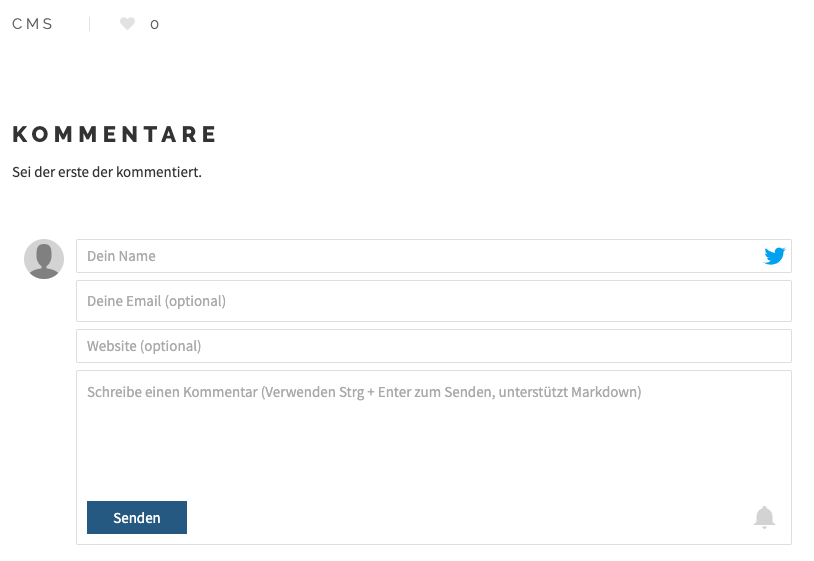 CMS 0
KOMMENTARE
Sei der erste der kommentiert.
Dein Name
Deine Email (optional)
Website (optional)
Schreibe einen Kommentar (Verwenden Strg + Enter zum Senden, unterstützt Markdown)
Senden